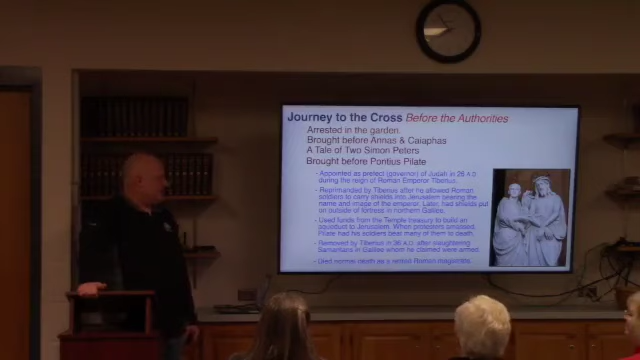 Journey to the Cross Before the Authorities
Arrested in the garden.
Brought before Annas & Caiaphas
A Tale of Two Simon Peters
Brought before Pontius Pilate
- Appointed as prefect (governor) of Judah in 26 A.D.
during the reign of Roman Emperor Tiberius.
- Reprimanded by Tiberius after he allowed Roman
soldiers to carry shields into Jerusalem bearing the
name and image of the emperor. Later, had shields put
on outside of fortress in northern Galilee.
- Used funds from the Temple treasury to build an
aqueduct to Jerusalem. When protesters amassed
Pilate had his soldiers beat many of them to death.
- Removed by Tiberius in 36 A.D. after slaughtering
Samaritans in Galilee whom he claimed were armed.
- Died normal death as a retired Roman magistrate.